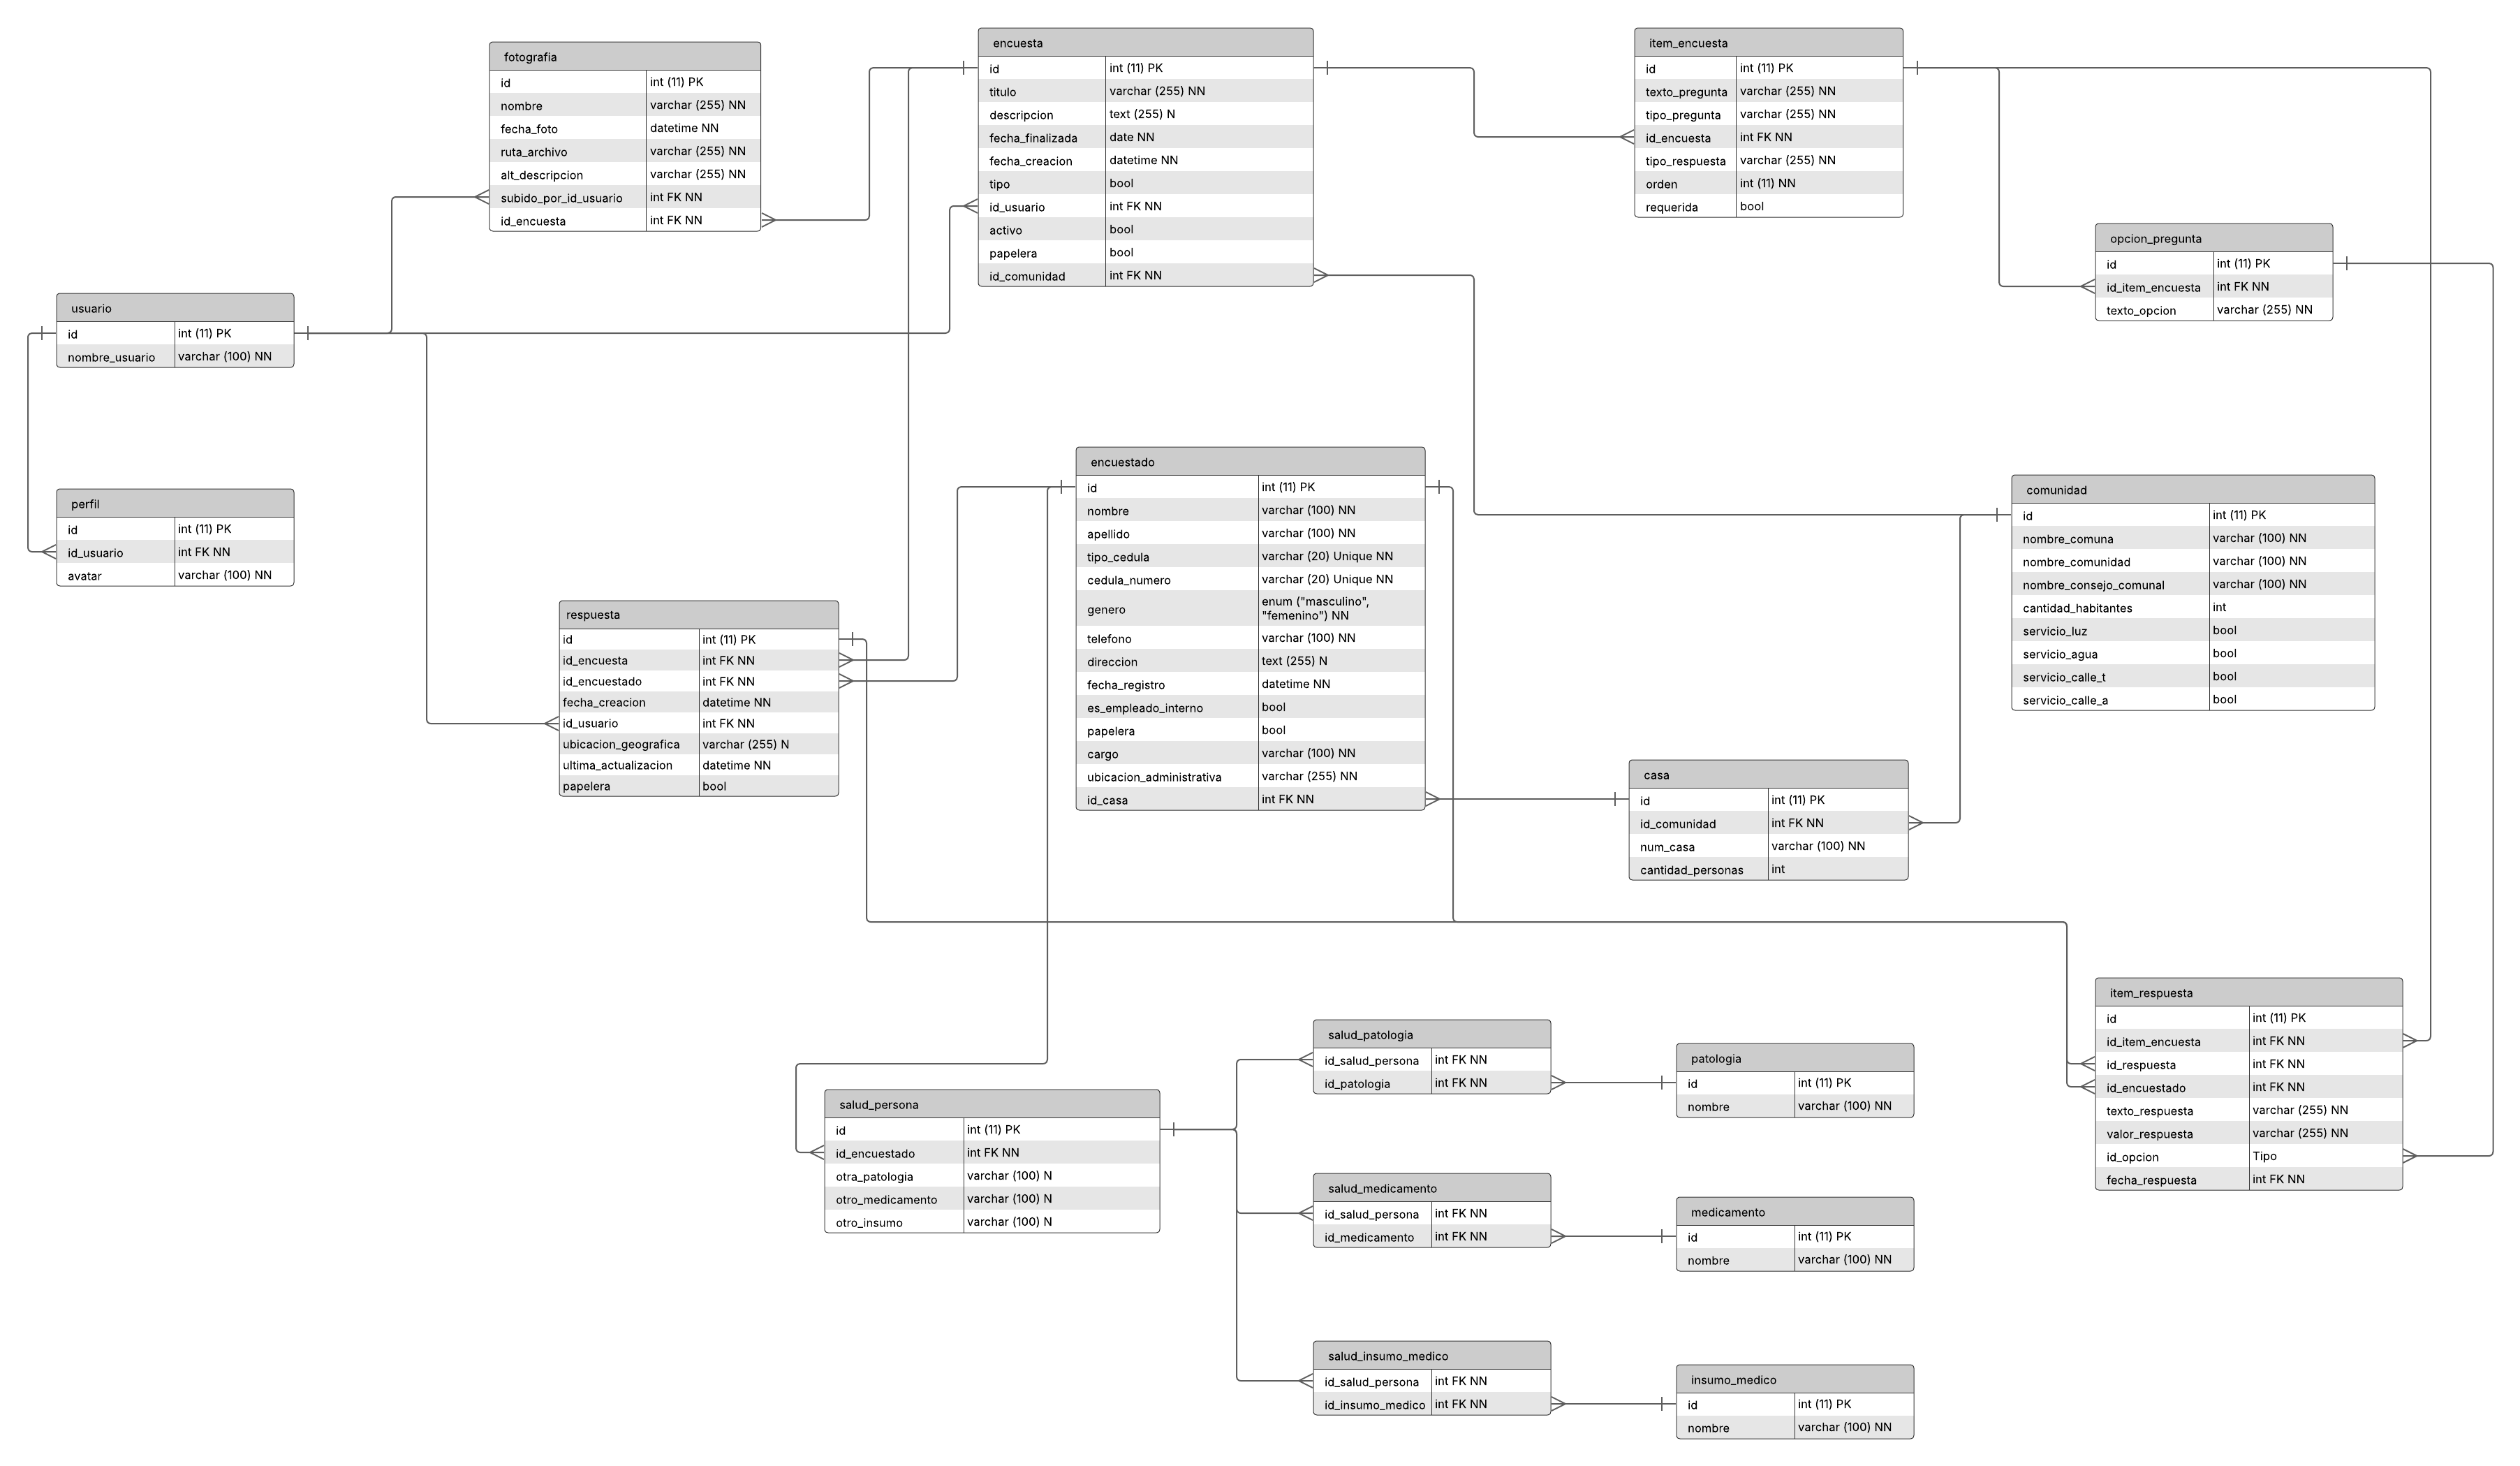 fotografia
id int (11) PK
nombre varchar (255) NN
fecha_foto datetime NN
ruta_archivo varchar (255) NN
alt_descripcion varchar (255) NN
subido_por_id_usuario int FK NN
id_encuesta int FK NN
encuesta
id int (11) PK
titulo varchar (255) NN
descripcion text (255) N
fecha_finalizada date NN
fecha_creacion datetime NN
tipo bool
id_usuario int FK NN
activo bool
papelera bool
id_comunidad int FK NN
item_encuesta
id int (11) PK
texto_pregunta varchar (255) NN
tipo_pregunta varchar (255) NN
id_encuesta int FK NN
tipo_respuesta varchar (255) NN
orden int (11) NN
requerida bool
opcion_pregunta
id int (11) PK
id_item_encuesta int FK NN
texto_opcion varchar (255) NN
usuario
id int (11) PK
nombre_usuario varchar (100) NN
perfil
id int (11) PK
id_usuario int FK NN
avatar varchar (100) NN
respuesta
id int (11) PK
id_encuesta int FK NN
id_encuestado int FK NN
fecha_creacion datetime NN
id_usuario int FK NN
ubicacion_geografica varchar (255) N
ultima_actualizacion datetime NN
papelera bool
encuestado
id int (11) PK
nombre varchar (100) NN
apellido varchar (100) NN
tipo_cedula varchar (20) Unique NN
cedula_numero varchar (20) Unique NN
genero enum ("masculino",
"femenino") NN
telefono varchar (100) NN
direccion text (255) N
fecha_registro datetime NN
es_empleado_interno bool
papelera bool
cargo varchar (100) NN
ubicacion_administrativa varchar (255) NN
id_casa int FK NN
comunidad
id int (11) PK
nombre_comuna varchar (100) NN
nombre_comunidad varchar (100) NN
nombre_consejo_comunal varchar (100) NN
cantidad_habitantes int
servicio_luz bool
servicio_agua bool
servicio_calle_t bool
servicio_calle_a bool
casa
id int (11) PK
id_comunidad int FK NN
num_casa varchar (100) NN
cantidad_personas int
item_respuesta
id int (11) PK
id_item_encuesta int FK NN
id_respuesta int FK NN
id_encuestado int FK NN
texto_respuesta varchar (255) NN
valor_respuesta varchar (255) NN
id_opcion Tipo
fecha_respuesta int FK NN
salud_persona
id int (11) PK
id_encuestado int FK NN
otra_patologia varchar (100) N
otro_medicamento varchar (100) N
otro_insumo varchar (100) N
salud_patologia
id_salud_persona int FK NN
id_patologia int FK NN
patologia
id int (11) PK
nombre varchar (100) NN
salud_medicamento
id_salud_persona int FK NN
id_medicamento int FK NN
medicamento
id int (11) PK
nombre varchar (100) NN
salud_insumo_medico
id_salud_persona int FK NN
id_insumo_medico int FK NN
insumo_medico
id int (11) PK
nombre varchar (100) NN